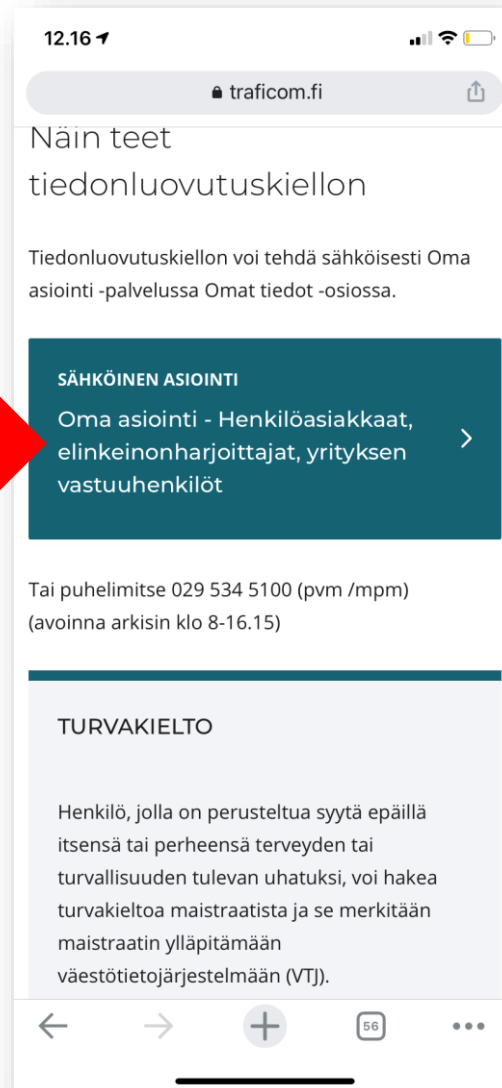 12.16
traficom.fi
Näin teet
tiedonluovutuskiellon
Tiedonluovutuskiellon voi tehdä sähköisesti Oma
asiointi -palvelussa Omat tiedot -osiossa.
SÄHKÖINEN ASIOINTI
Oma asiointi - Henkilöasiakkaat,
elinkeinonharjoittajat, yrityksen
vastuuhenkilöt
Tai puhelimitse 029 534 5100 (pvm /mpm)
(avoinna arkisin klo 8-16.15)
TURVAKIELTO
Henkilö, jolla on perusteltua syytä epäillä
itsensä tai perheensä terveyden tai
turvallisuuden tulevan uhatuksi, voi hakea
turvakieltoa maistraatista ja se merkitään
maistraatin ylläpitämään
väestötietojärjestelmään (VTJ).
56